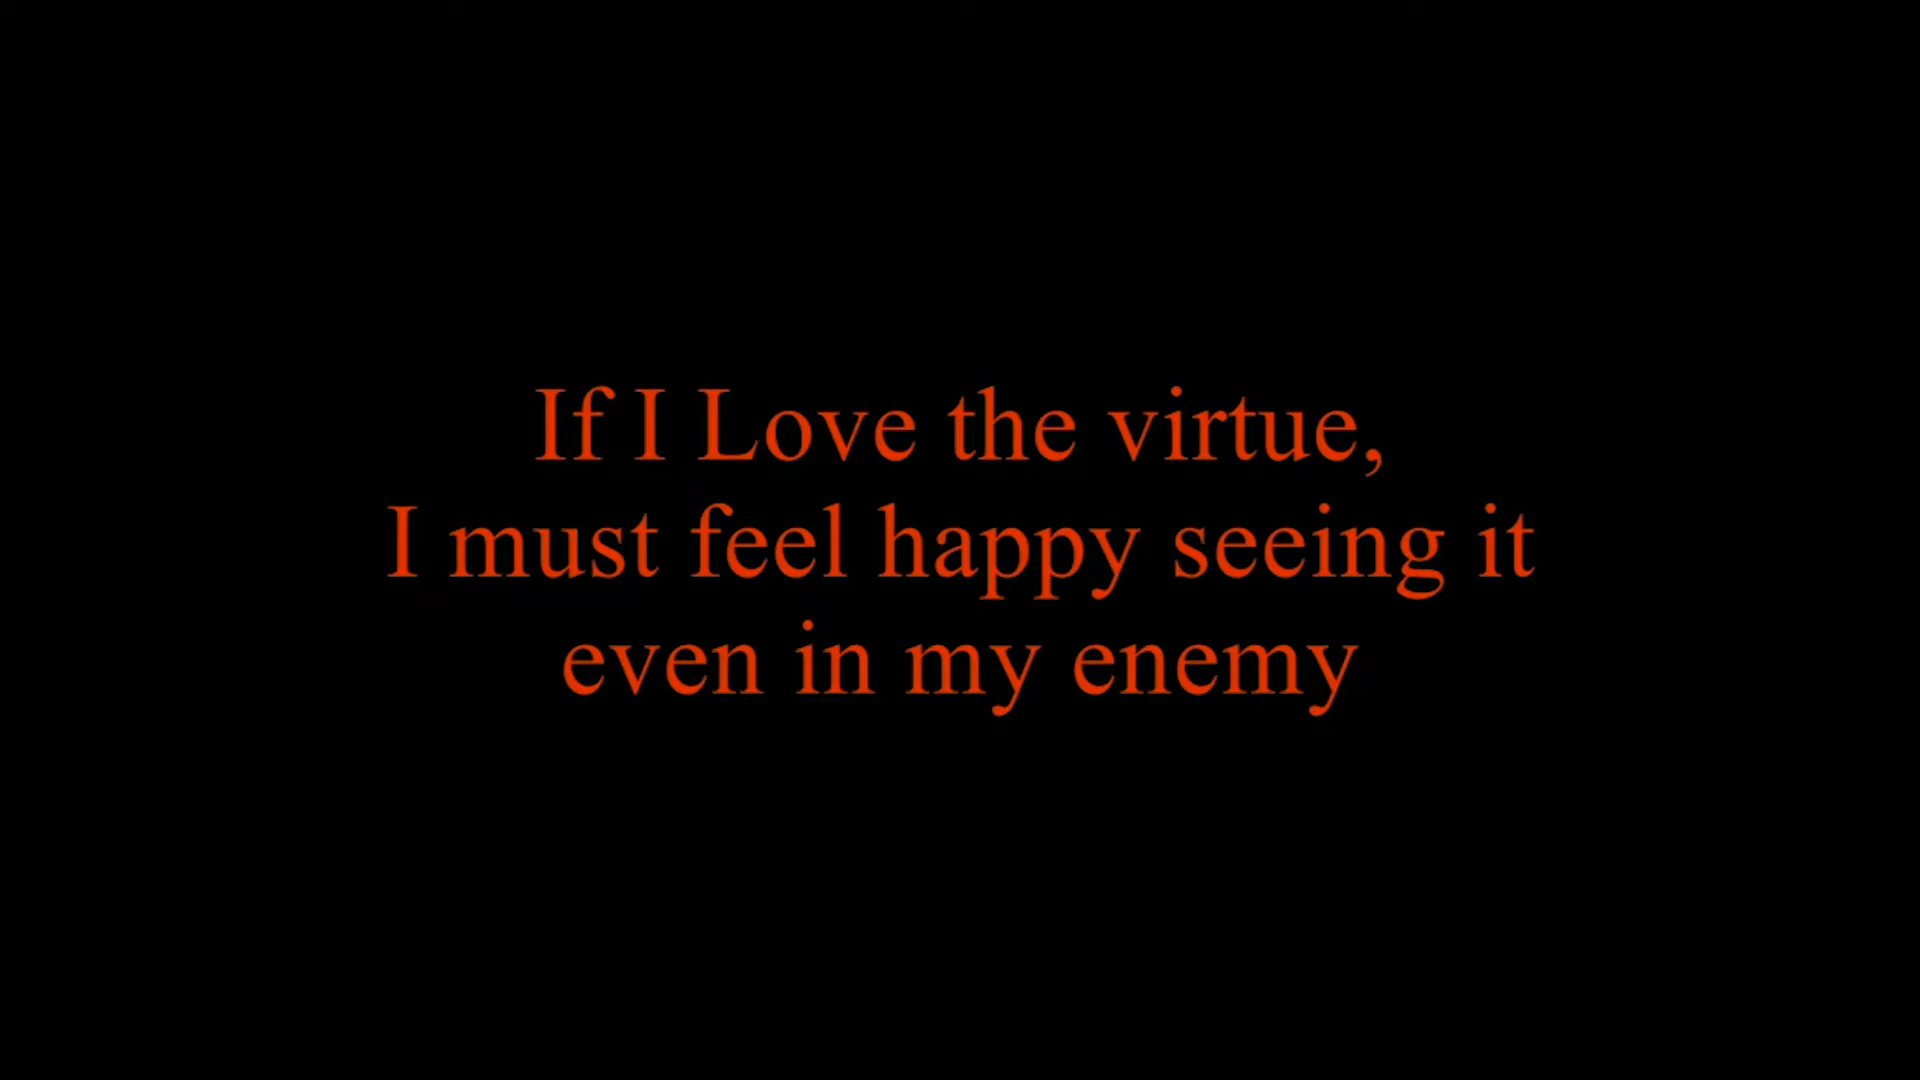 If I Love the virtue,
I must feel happy seeing it
even in my enemy